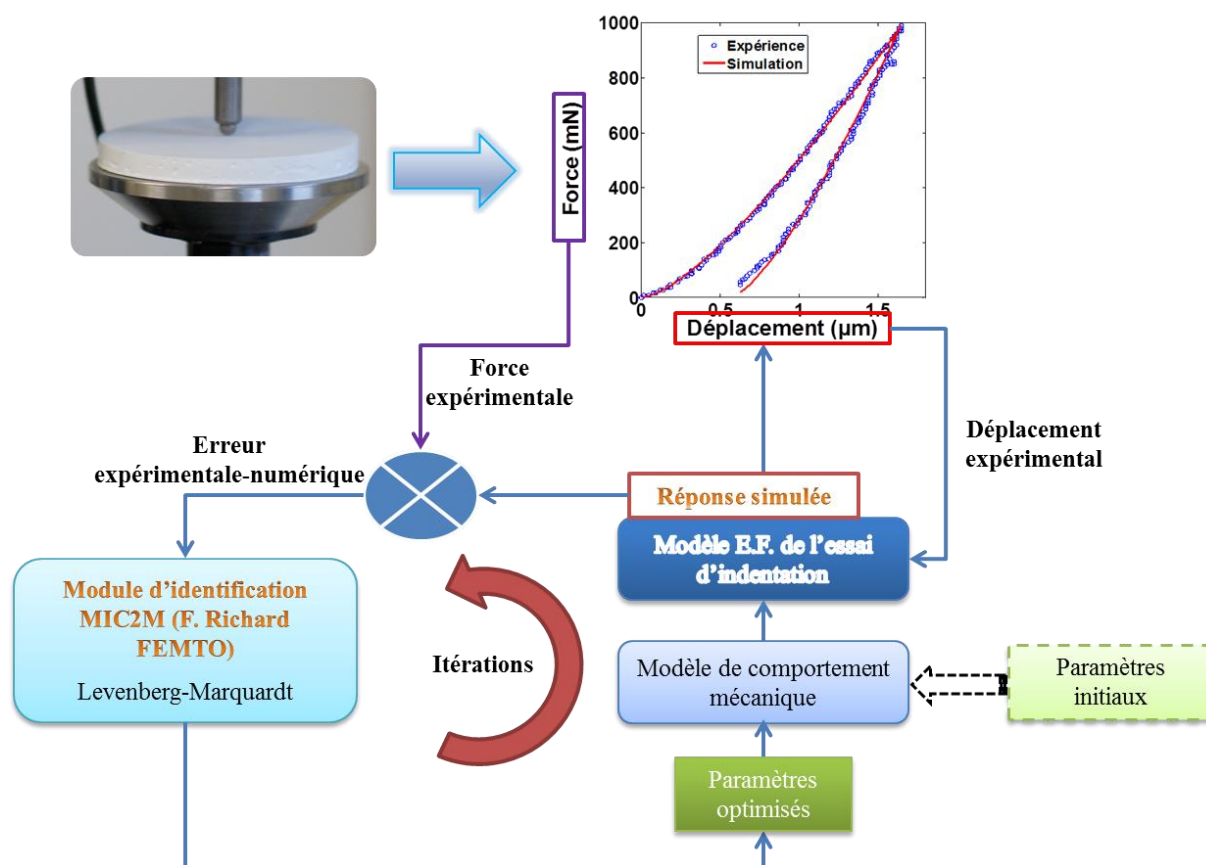 1000
800
600
400
200
0
Expérience
Simulation
Force (mN)
0
0.5
1
1.5
Déplacement (µm)
Force
expérimentale
Déplacement
expérimental
Erreur
expérimentale-numérique
Réponse simulée
Modèle E.F. de l’essai
d’indentation
Module d’identification
MIC2M (F. Richard
FEMTO)
Levenberg-Marquardt
Itérations
Modèle de comportement
mécanique
Paramètres
initiaux
Paramètres
optimisés